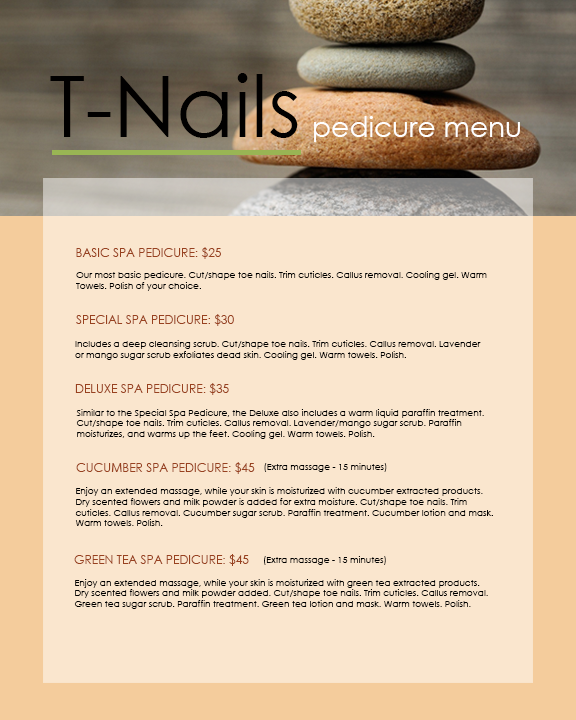 T-Nails pedicure menu
BASIC SPA PEDICURE: $25
Our most basic pedicure. Cut/shape toe nails. Trim cuticles. Callus removal. Cooling gel. Warm
Towels. Polish of your choice.
SPECIAL SPA PEDICURE: $30
Includes a deep cleansing scrub. Cut/shape toe nails. Trim cuticles. Callus removal. Lavender
or mango sugar scrub exfoliates dead skin. Cooling gel. Warm towels. Polish.
DELUXE SPA PEDICURE: $35
Similar to the Special Spa Pedicure, the Deluxe also includes a warm liquid paraffin treatment.
Cut/shape toe nails. Trim cuticles. Callus removal. Lavender/mango sugar scrub. Paraffin
moisturizes, and warms up the feet. Cooling gel. Warm towels. Polish.
CUCUMBER SPA PEDICURE: $45 (Extra massage - 15 minutes)
Enjoy an extended massage, while your skin is moisturized with cucumber extracted products.
Dry scented flowers and milk powder is added for extra moisture. Cut/shape toe nails. Trim
cuticles. Callus removal. Cucumber sugar scrub. Paraffin treatment. Cucumber lotion and mask.
Warm towels. Polish.
GREEN TEA SPA PEDICURE: $45 (Extra massage - 15 minutes)
Enjoy an extended massage, while your skin is moisturized with green tea extracted products.
Dry scented flowers and milk powder added. Cut/shape toe nails. Trim cuticles. Callus removal.
Green tea sugar scrub. Paraffin treatment. Green tea lotion and mask. Warm towels. Polish.